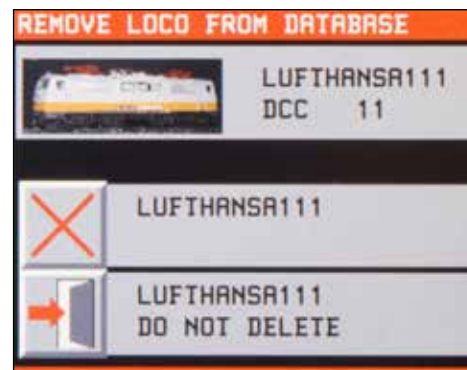 REMOVE LOCO FROM DATABASE
LUFTHANSA111
DCC 11
LUFTHANSA111
LUFTHANSA111
DO NOT DELETE